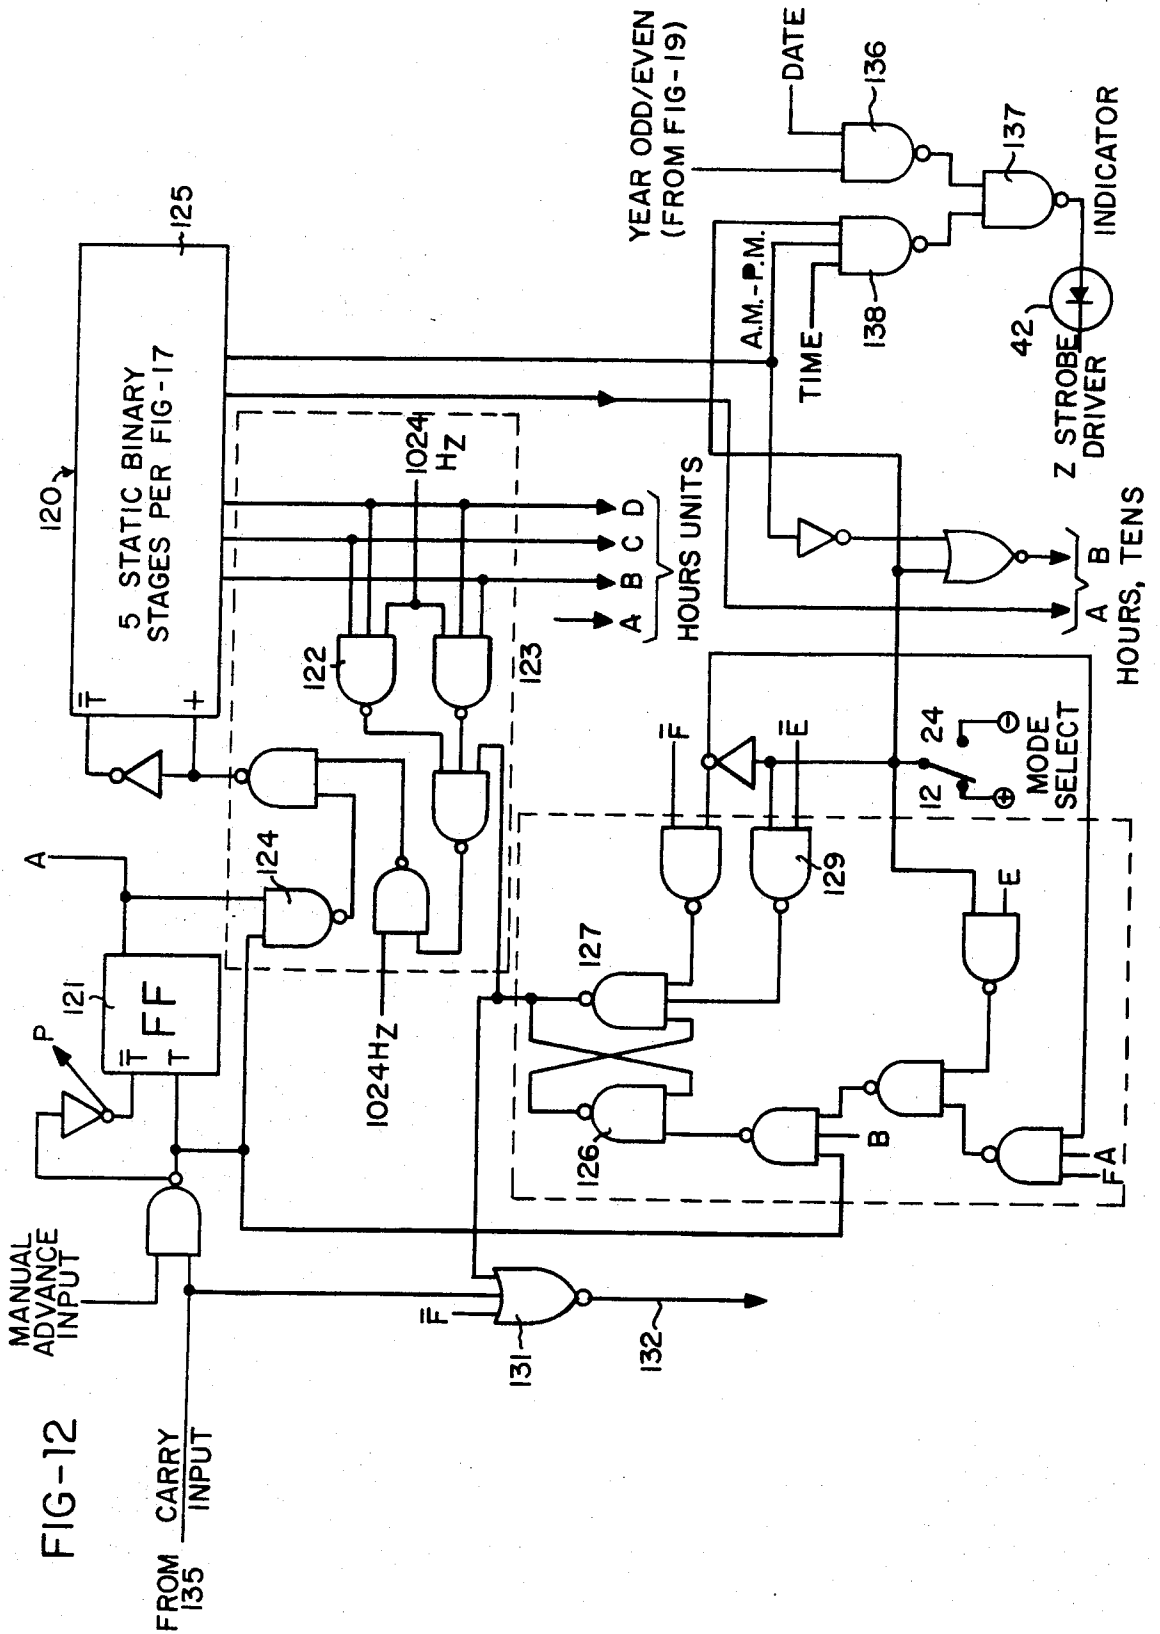 FIG-12
MANUAL
ADVANCE
INPUT
FROM
135
CARRY
INPUT
P
A
121
T̅
T
FF
124
120
5 STATIC BINARY
STAGES PER FIG-17
T̅
+
125
122
123
1024
HZ
1024HZ
A
B
C
D
HOURS UNITS
F̅
131
132
126
127
F̅
E̅
129
B
E
F
A
12
24
+
-
MODE
SELECT
A
B
HOURS, TENS
YEAR ODD/EVEN
(FROM FIG-19)
DATE
A.M.-P.M.
TIME
136
138
137
42
Z STROBE
DRIVER
INDICATOR